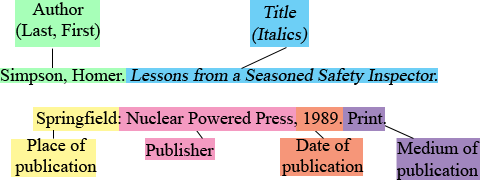 Author
(Last, First)
Title
(Italics)
Simpson, Homer. Lessons from a Seasoned Safety Inspector.
Springfield: Nuclear Powered Press, 1989. Print.
Place of
publication
Publisher
Date of
publication
Medium of
publication